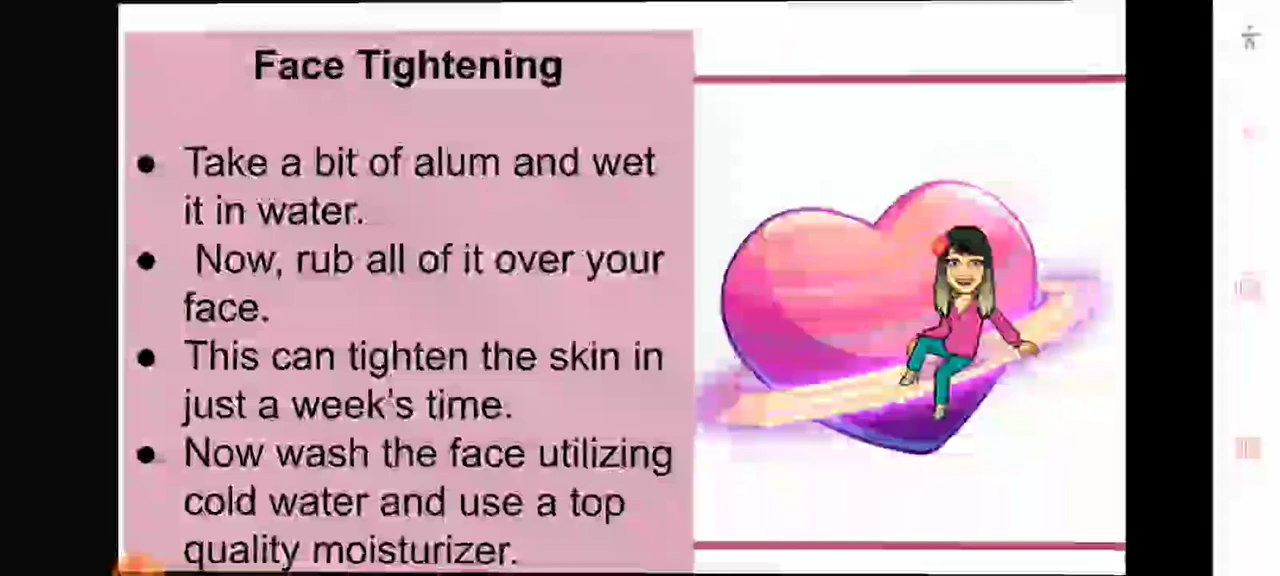 Face Tightening
● Take a bit of alum and wet
it in water.
● Now, rub all of it over your
face.
● This can tighten the skin in
just a week's time.
● Now wash the face utilizing
cold water and use a top
quality moisturizer.